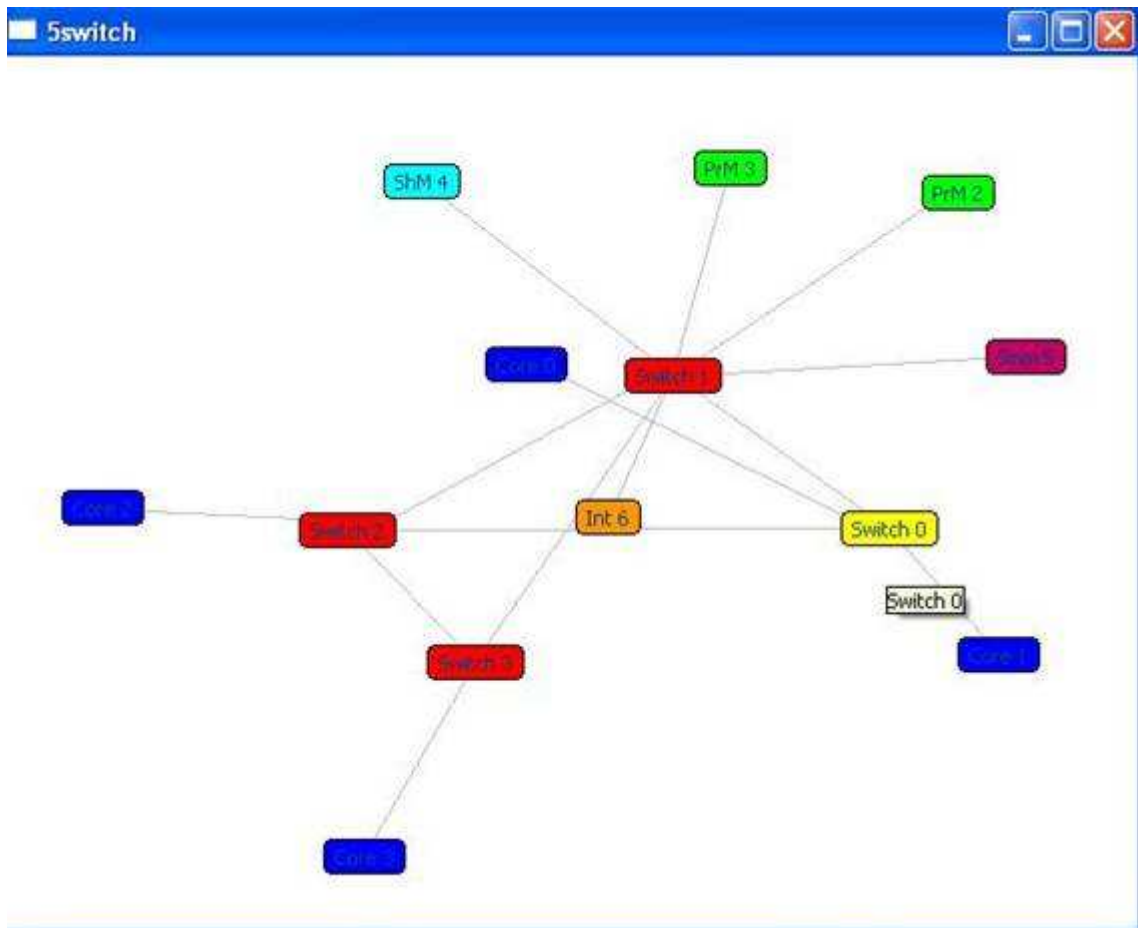 5switch
ShM 4
PrM 3
PrM 2
Core 0
Switch 1
Core 2
Switch 2
Int 6
Switch 0
Switch 0
Core 1
Switch 3
Core 3